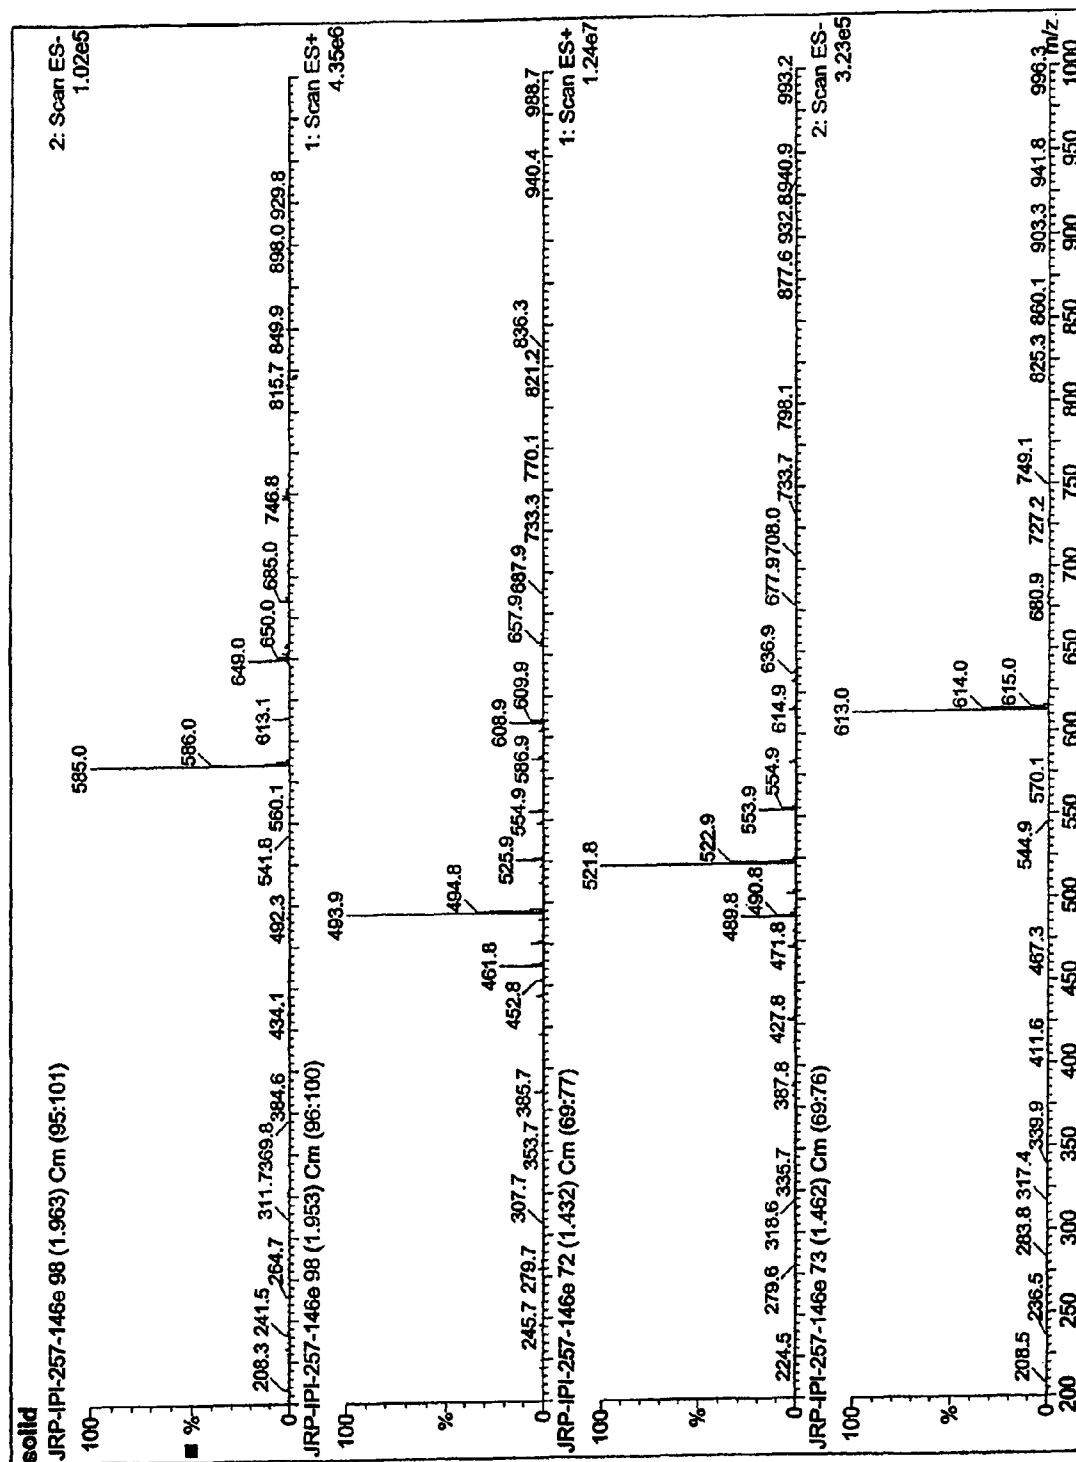 solid
JRP-IPI-257-146e 98 (1.963) Cm (95:101)
2: Scan ES-
1.02e5
100
%
0
208.3 241.5 264.7 311.7 369.8 384.6 434.1 492.3 541.8 560.1 585.0 586.0 613.1 649.0 650.0 685.0 746.8 815.7 849.9 898.0 929.8
JRP-IPI-257-146e 98 (1.953) Cm (96:100)
1: Scan ES+
4.35e6
100
%
0
245.7 279.7 307.7 353.7 385.7 452.8 461.8 493.9 494.8 525.9 554.9 586.9 608.9 609.9 657.9 687.9 733.3 770.1 821.2 836.3 940.4 988.7
JRP-IPI-257-146e 72 (1.432) Cm (69:77)
1: Scan ES+
1.24e7
100
%
0
224.5 279.6 318.6 335.7 387.8 427.8 471.8 489.8 490.8 521.8 522.9 553.9 554.9 614.9 636.9 677.9 708.0 733.7 798.1 877.6 932.8 940.9 993.2
JRP-IPI-257-146e 73 (1.462) Cm (69:76)
2: Scan ES-
3.23e5
100
%
0
208.5 236.5 283.8 317.4 339.9 411.6 467.3 544.9 570.1 613.0 614.0 615.0 680.9 727.2 749.1 825.3 860.1 903.3 941.8 996.3
m/z
200 250 300 350 400 450 500 550 600 650 700 750 800 850 900 950 1000